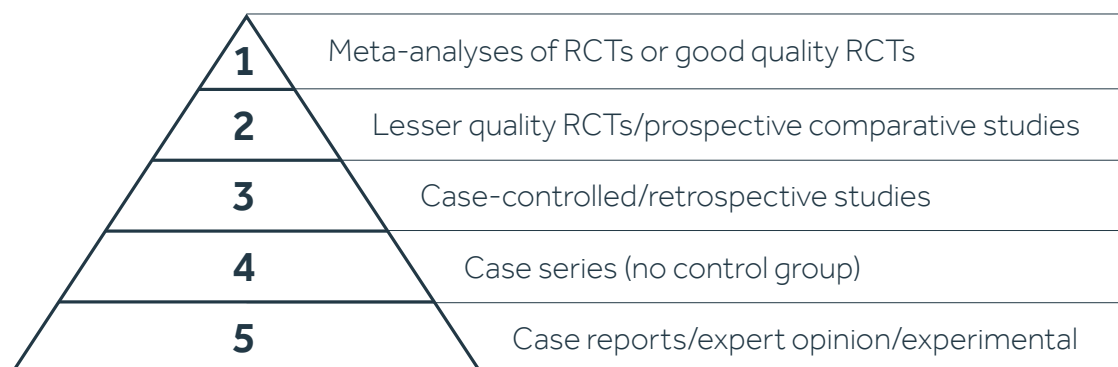 1 Meta-analyses of RCTs or good quality RCTs
2 Lesser quality RCTs/prospective comparative studies
3 Case-controlled/retrospective studies
4 Case series (no control group)
5 Case reports/expert opinion/experimental